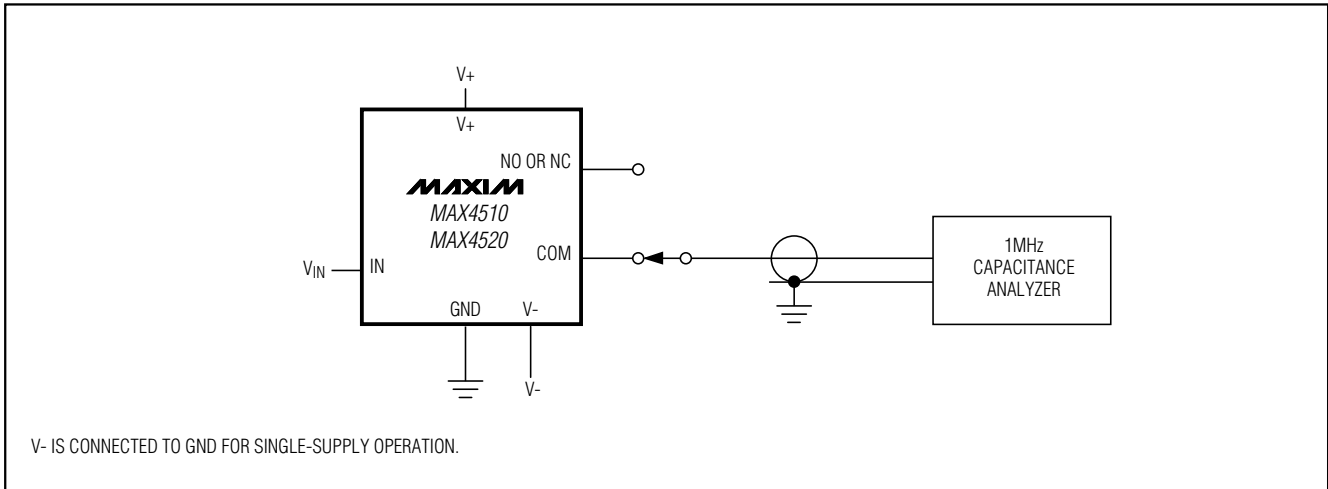 V+
V+
NO OR NC
MAXIM
MAX4510
MAX4520
COM
VIN
IN
GND
V-
V-
1MHz
CAPACITANCE
ANALYZER
V- IS CONNECTED TO GND FOR SINGLE-SUPPLY OPERATION.